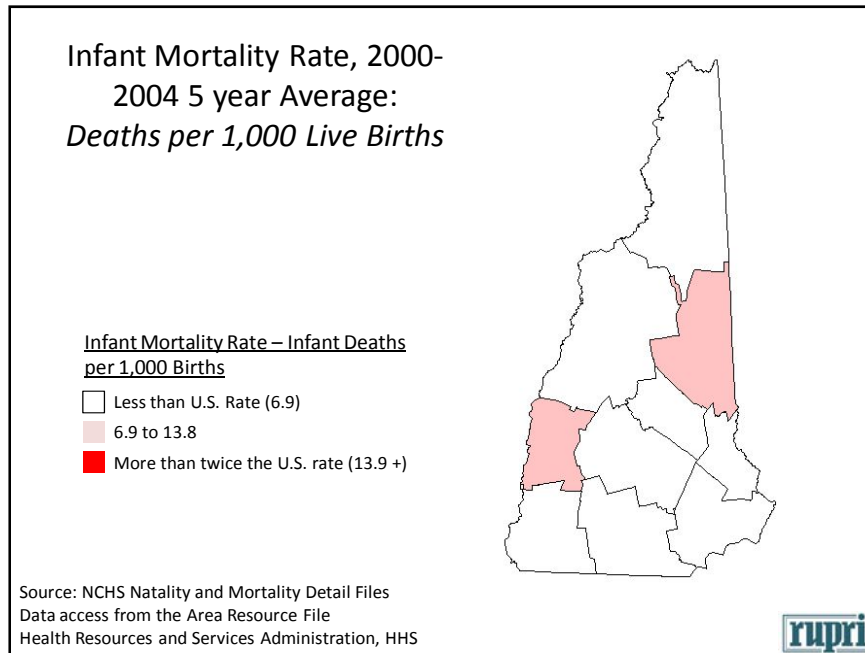 Infant Mortality Rate, 2000-
2004 5 year Average:
Deaths per 1,000 Live Births
Infant Mortality Rate – Infant Deaths
per 1,000 Births
Less than U.S. Rate (6.9)
6.9 to 13.8
More than twice the U.S. rate (13.9 +)
Source: NCHS Natality and Mortality Detail Files
Data access from the Area Resource File
Health Resources and Services Administration, HHS
rupri